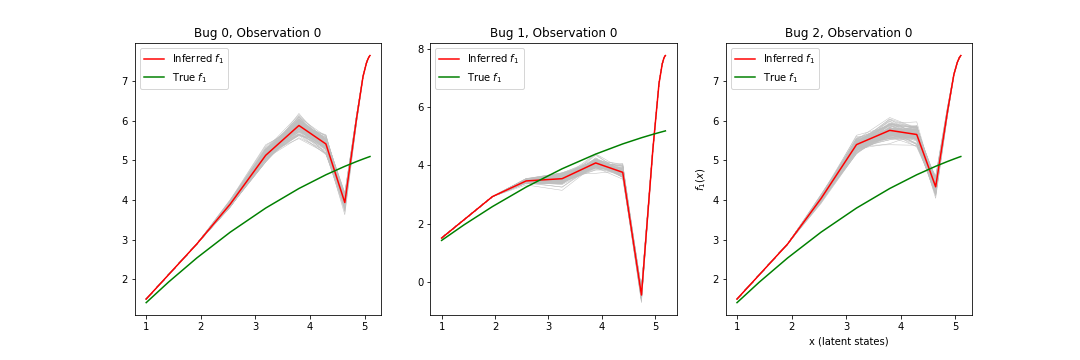 Bug 0, Observation 0
Inferred f1
True f1
7
6
5
4
3
2
1 2 3 4 5
Bug 1, Observation 0
Inferred f1
True f1
8
6
4
2
0
1 2 3 4 5
Bug 2, Observation 0
Inferred f1
True f1
f1(x)
7
6
5
4
3
2
1 2 3 4 5
x (latent states)